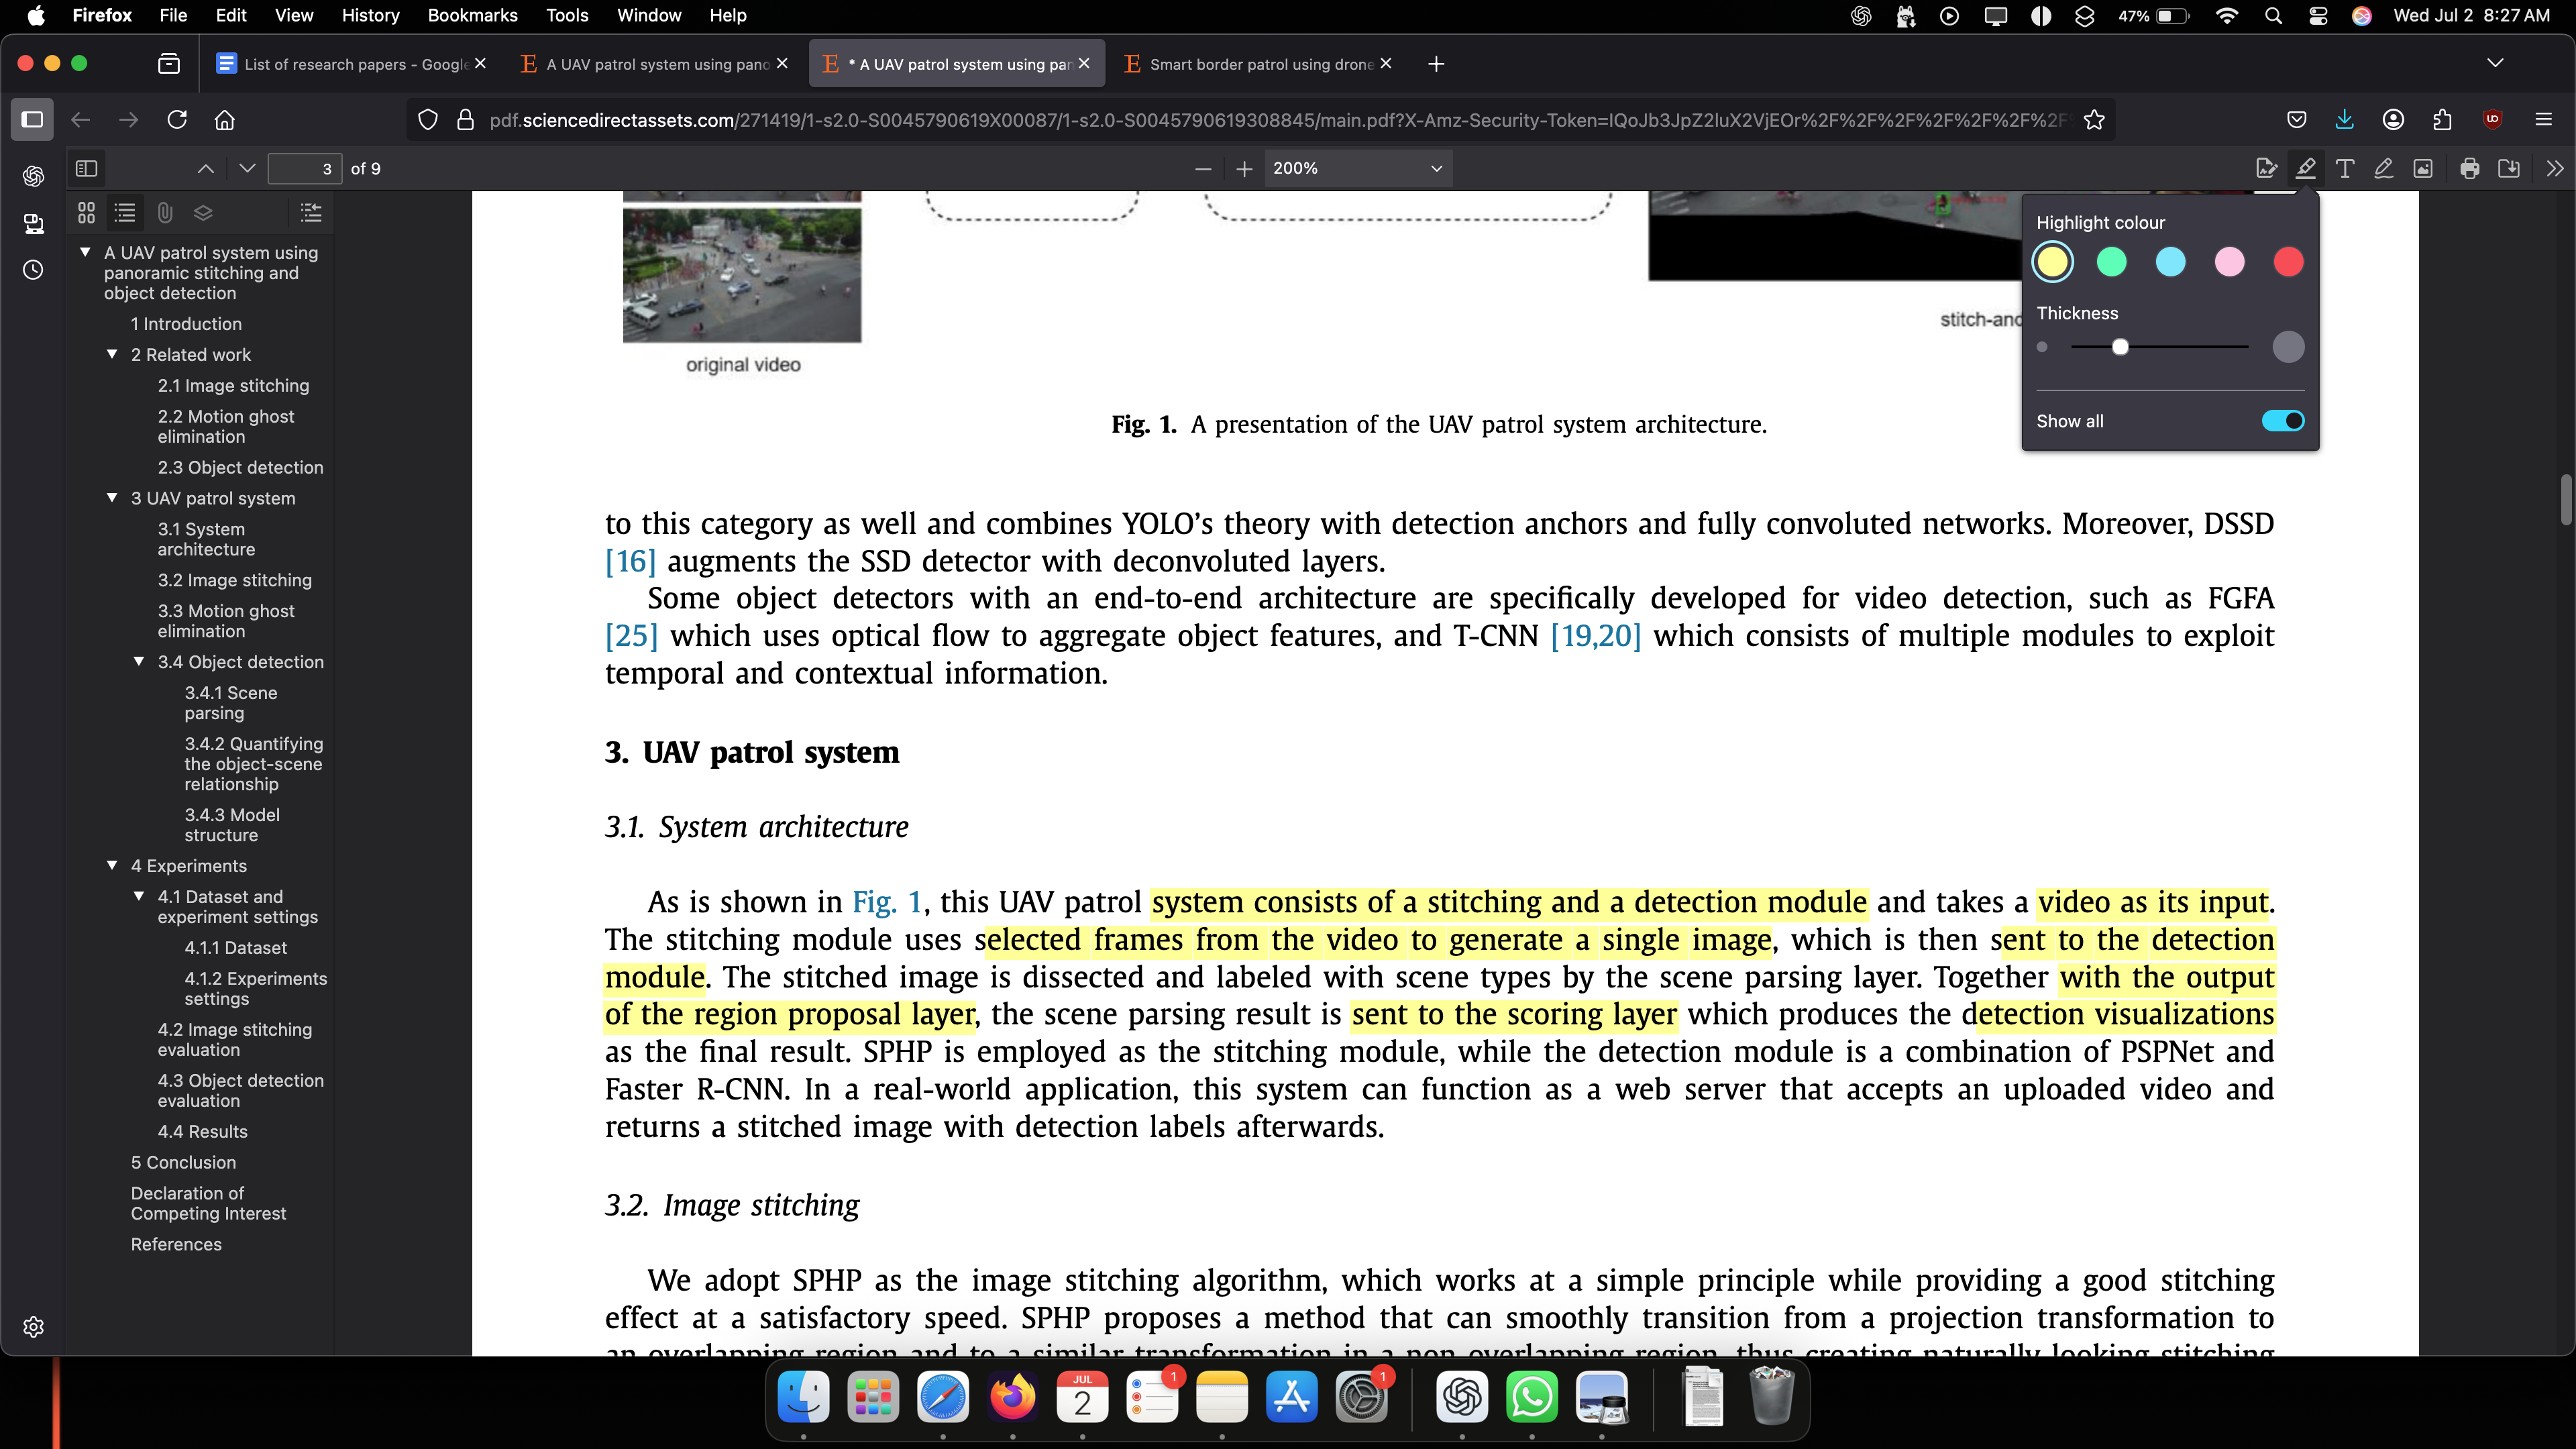 Firefox File Edit View History Bookmarks Tools Window Help 47% Wed Jul 2 8:27 AM
List of research papers - Google
A UAV patrol system using pano
* A UAV patrol system using pan
Smart border patrol using drone
pdf.sciencedirectassets.com/271419/1-s2.0-S0045790619X00087/1-s2.0-S0045790619308845/main.pdf?X-Amz-Security-Token=IQoJb3JpZ2luX2VjEOr%2F%2F%2F%2F%2F%2F%2F
3 of 9 200%
A UAV patrol system using
panoramic stitching and
object detection
1 Introduction
2 Related work
2.1 Image stitching
2.2 Motion ghost
elimination
2.3 Object detection
3 UAV patrol system
3.1 System
architecture
3.2 Image stitching
3.3 Motion ghost
elimination
3.4 Object detection
3.4.1 Scene
parsing
3.4.2 Quantifying
the object-scene
relationship
3.4.3 Model
structure
4 Experiments
4.1 Dataset and
experiment settings
4.1.1 Dataset
4.1.2 Experiments
settings
4.2 Image stitching
evaluation
4.3 Object detection
evaluation
4.4 Results
5 Conclusion
Declaration of
Competing Interest
References
Highlight colour
Thickness
Show all
original video
stitch-and
Fig. 1. A presentation of the UAV patrol system architecture.
to this category as well and combines YOLO's theory with detection anchors and fully convoluted networks. Moreover, DSSD
[16] augments the SSD detector with deconvoluted layers.
Some object detectors with an end-to-end architecture are specifically developed for video detection, such as FGFA
[25] which uses optical flow to aggregate object features, and T-CNN [19,20] which consists of multiple modules to exploit
temporal and contextual information.
3. UAV patrol system
3.1. System architecture
As is shown in Fig. 1, this UAV patrol system consists of a stitching and a detection module and takes a video as its input.
The stitching module uses selected frames from the video to generate a single image, which is then sent to the detection
module. The stitched image is dissected and labeled with scene types by the scene parsing layer. Together with the output
of the region proposal layer, the scene parsing result is sent to the scoring layer which produces the detection visualizations
as the final result. SPHP is employed as the stitching module, while the detection module is a combination of PSPNet and
Faster R-CNN. In a real-world application, this system can function as a web server that accepts an uploaded video and
returns a stitched image with detection labels afterwards.
3.2. Image stitching
We adopt SPHP as the image stitching algorithm, which works at a simple principle while providing a good stitching
effect at a satisfactory speed. SPHP proposes a method that can smoothly transition from a projection transformation to
an overlapping region and to a similar transformation in a non-overlapping region, thus creating naturally looking stitching
JUL
2
1
1